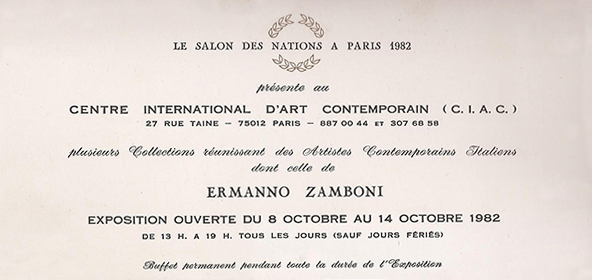 LE SALON DES NATIONS A PARIS 1982
présente au
CENTRE INTERNATIONAL D'ART CONTEMPORAIN (C.I.A.C.)
27 RUE TAINE – 75012 PARIS – 887 00 44 ET 307 68 58
plusieurs Collections réunissant des Artistes Contemporains Italiens
dont celle de
ERMANNO ZAMBONI
EXPOSITION OUVERTE DU 8 OCTOBRE AU 14 OCTOBRE 1982
DE 13 H. A 19 H. TOUS LES JOURS (SAUF JOURS FÉRIÉS)
Buffet permanent pendant toute la durée de l'Exposition